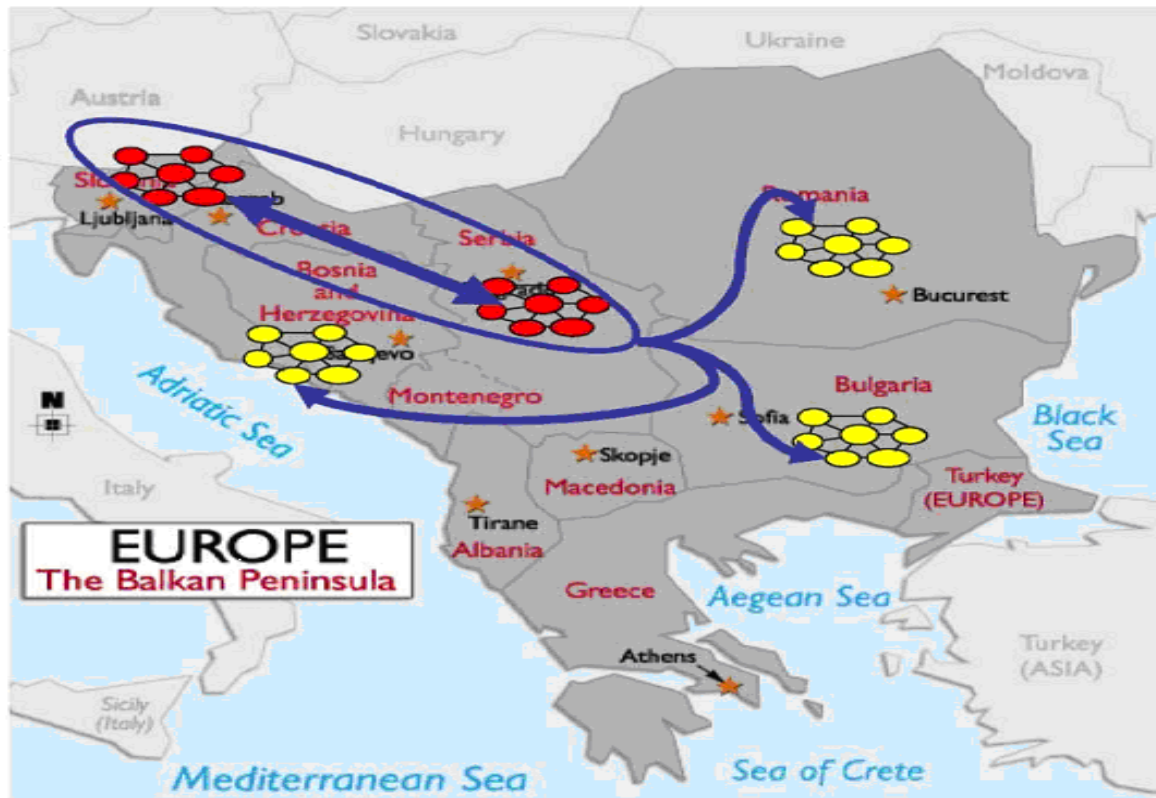 Slovakia
Ukraine
Moldova
Austria
Hungary
Romania
Ljubljana
Croatia
Serbia
Bosnia
and
Herzegovina
Bucurest
Montenegro
Bulgaria
Adriatic Sea
N
Sofia
Black
Sea
Skopje
Macedonia
Turkey
(EUROPE)
Italy
Tirane
Albania
EUROPE
The Balkan Peninsula
Greece
Aegean Sea
Athens
Turkey
(ASIA)
Sicily
(Italy)
Mediterranean Sea
Sea of Crete